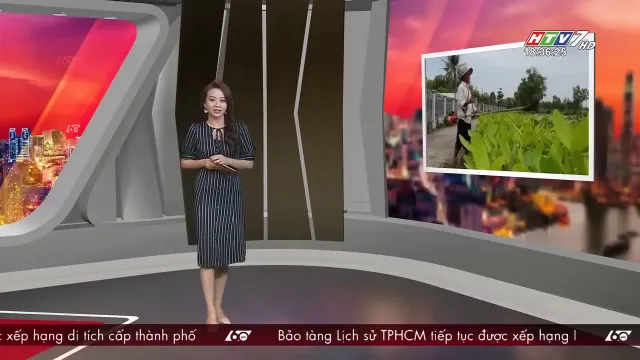 HTV7 HD
18:36:25
xếp hạng di tích cấp thành phố 60 Bảo tàng Lịch sử TPHCM tiếp tục được xếp hạng